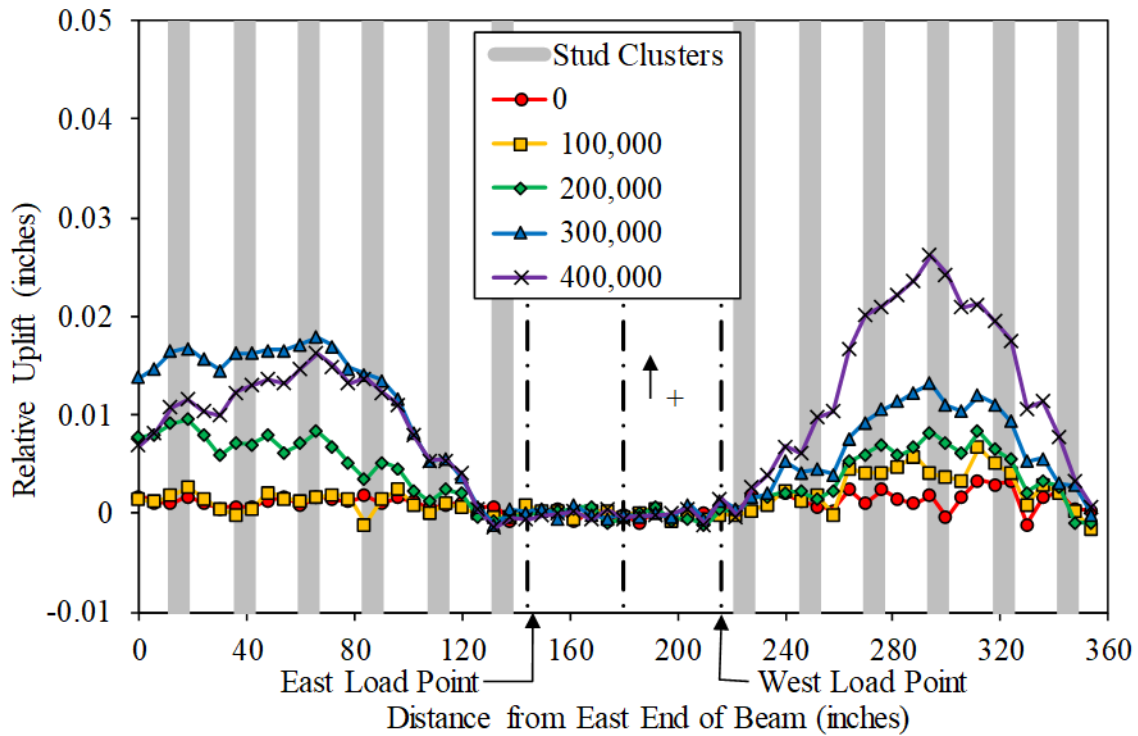 0.05
0.04
0.03
0.02
0.01
0
-0.01
Relative Uplift (inches)
Stud Clusters
0
100,000
200,000
300,000
400,000
+
0 40 80 120 160 200 240 280 320 360
East Load Point West Load Point
Distance from East End of Beam (inches)